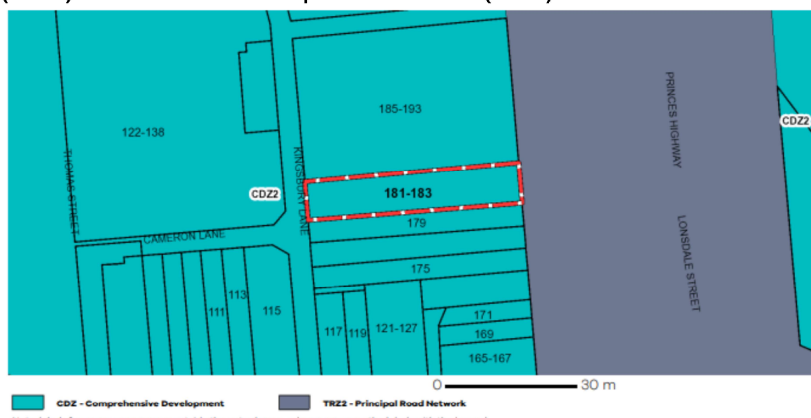 185-193
122-138
CDZ2
PRINCES HIGHWAY
THOMAS STREET
KINGSBURY LANE
CDZ2
181-183
179
CAMERON LANE
LONSDALE STREET
175
113
111
115
117
119
121-127
171
169
165-167
0 30 m
CDZ - Comprehensive Development
TRZ2 - Principal Road Network